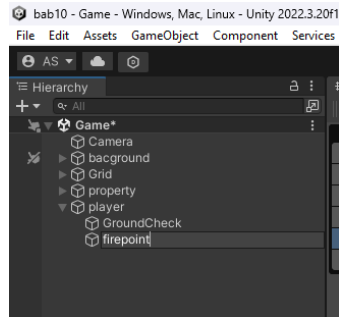 bab10 - Game - Windows, Mac, Linux - Unity 2022.3.20f1
File Edit Assets GameObject Component Services
AS
Hierarchy
All
Game*
Camera
bacground
Grid
property
player
GroundCheck
firepoint